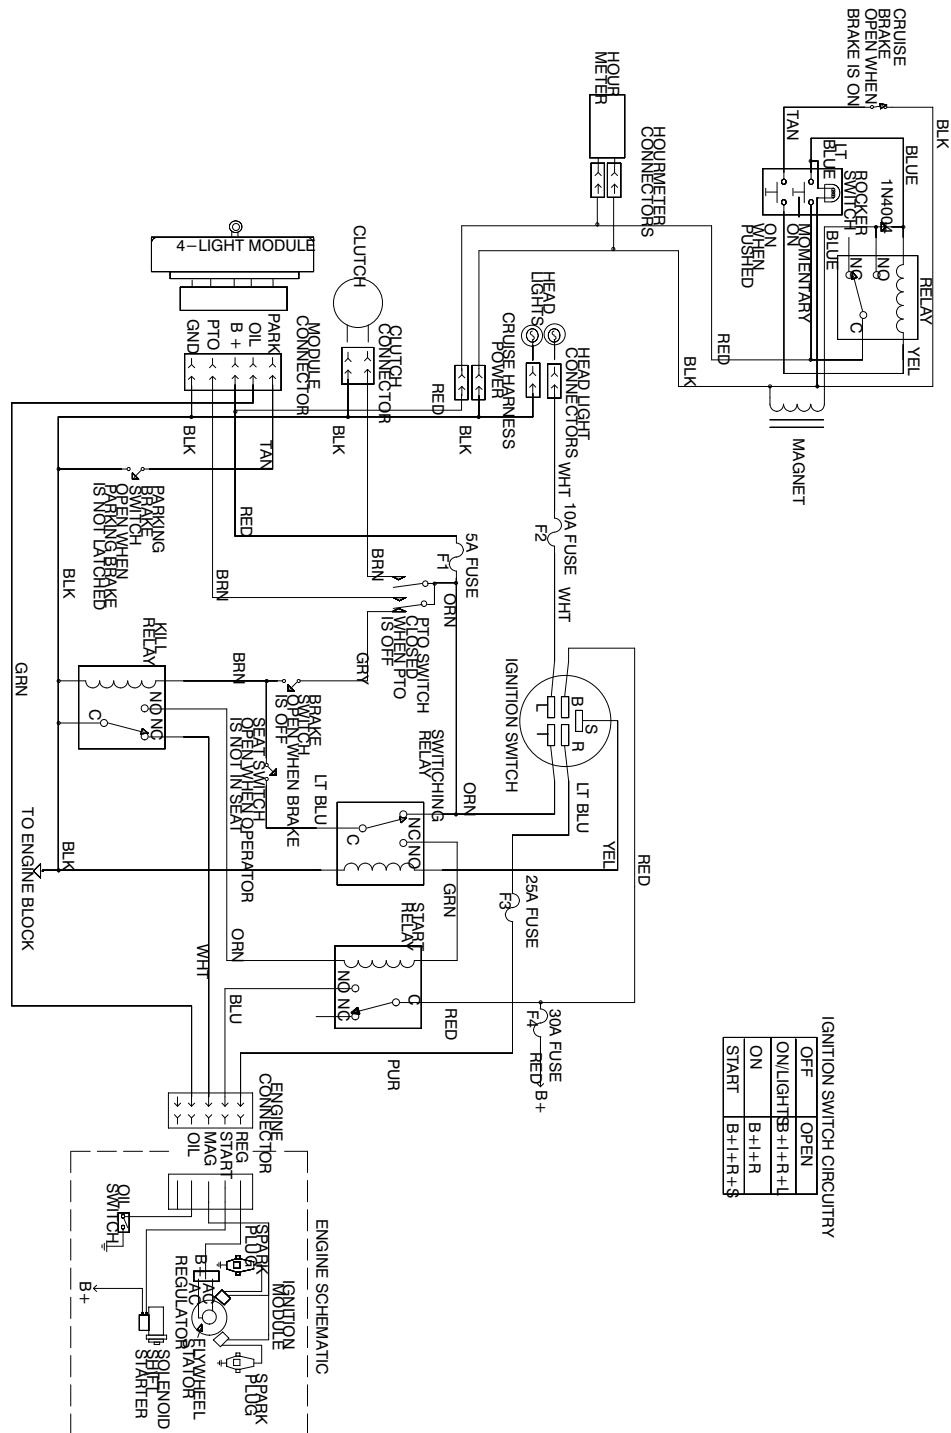 CRUISE
BRAKE
OPEN WHEN
BRAKE IS ON
BLK
TAN
BLUE
LT
BLUE
ROCKER
SWITCH
1N4004
BLUE
MOMENTARY
ON
ON
WHEN
PUSHED
NC
NO
C
RELAY
YEL
RED
BLK
MAGNET
HOUR
METER
HOURMETER
CONNECTORS
4-LIGHT MODULE
CLUTCH
CLUTCH
CONNECTOR
MODULE
CONNECTOR
PARK
OIL
B+
PTO
GND
HEAD
LIGHTS
HEAD LIGHT
CONNECTORS
CRUISE HARNESS
POWER
RED
BLK
BLK
BLK
TAN
RED
PARKING
BRAKE
SWITCH
OPEN WHEN
PARKING BRAKE
IS NOT LATCHED
BLK
BRN
BRN
5A FUSE
F1
WHT
10A FUSE
F2
WHT
ORN
PTO SWITCH
CLOSED
WHEN PTO
IS OFF
GRY
GRN
KILL
RELAY
C
NO
NC
BRN
BRAKE
SWITCH
OPEN WHEN BRAKE
IS OFF
SEAT SWITCH
OPEN WHEN OPERATOR
IS NOT IN SEAT
LT BLU
SWITICHING
RELAY
NC
NO
C
ORN
IGNITION SWITCH
B
L
S
I
R
LT BLU
YEL
RED
TO ENGINE BLOCK
BLK
WHT
ORN
BLU
START
RELAY
GRN
NO
NC
C
RED
25A FUSE
F3
30A FUSE
F4
RED
B+
PUR
IGNITION SWITCH CIRCUITRY
OFF OPEN
ON/LIGHTS B+I+R+L
ON B+I+R
START B+I+R+S
ENGINE
CONNECTOR
REG
START
MAG
OIL
ENGINE SCHEMATIC
OIL
SWITCH
SPARK
PLUG
IGNITION
MODULE
B+
AC
AC
REGULATOR
FLYWHEEL
STATOR
SPARK
PLUG
SOLENOID
SHIFT
STARTER
B+